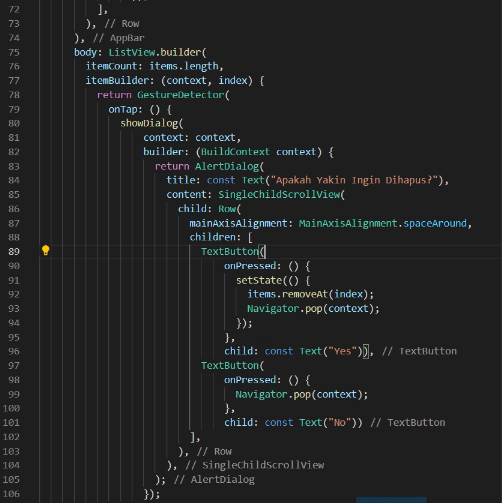 72 ],
73 ), // Row
74 ), // AppBar
75 body: ListView.builder(
76 itemCount: items.length,
77 itemBuilder: (context, index) {
78 return GestureDetector(
79 onTap: () {
80 showDialog(
81 context: context,
82 builder: (BuildContext context) {
83 return AlertDialog(
84 title: const Text("Apakah Yakin Ingin Dihapus?"),
85 content: SingleChildScrollView(
86 child: Row(
87 mainAxisAlignment: MainAxisAlignment.spaceAround,
88 children: [
89 TextButton(
90 onPressed: () {
91 setState(() {
92 items.removeAt(index);
93 Navigator.pop(context);
94 });
95 },
96 child: const Text("Yes")), // TextButton
97 TextButton(
98 onPressed: () {
99 Navigator.pop(context);
100 },
101 child: const Text("No")) // TextButton
102 ],
103 ), // Row
104 ), // SingleChildScrollView
105 ); // AlertDialog
106 });